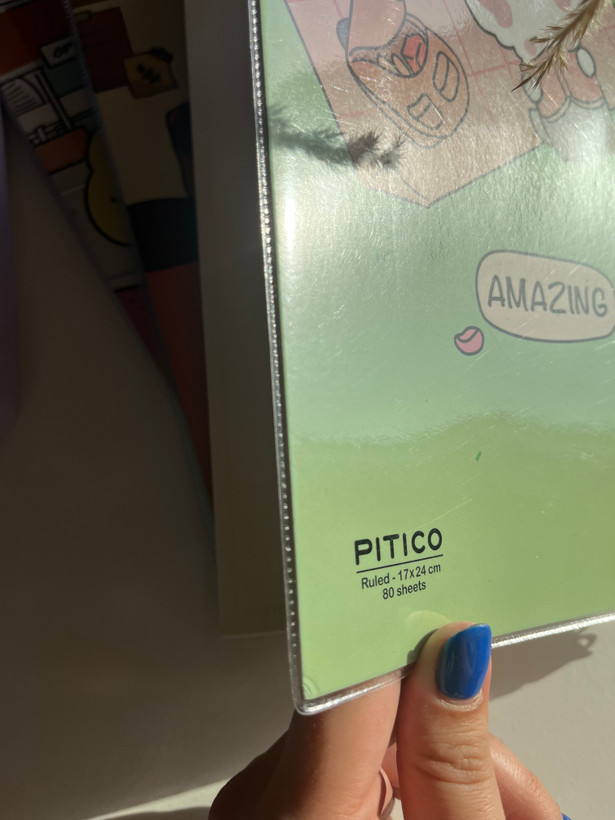 AMAZING
PITICO
Ruled - 17x24 cm
80 sheets